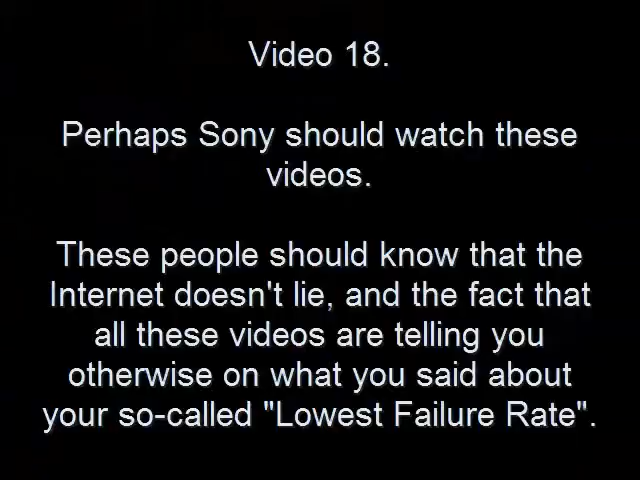 Video 18.
Perhaps Sony should watch these
videos.
These people should know that the
Internet doesn't lie, and the fact that
all these videos are telling you
otherwise on what you said about
your so-called "Lowest Failure Rate".